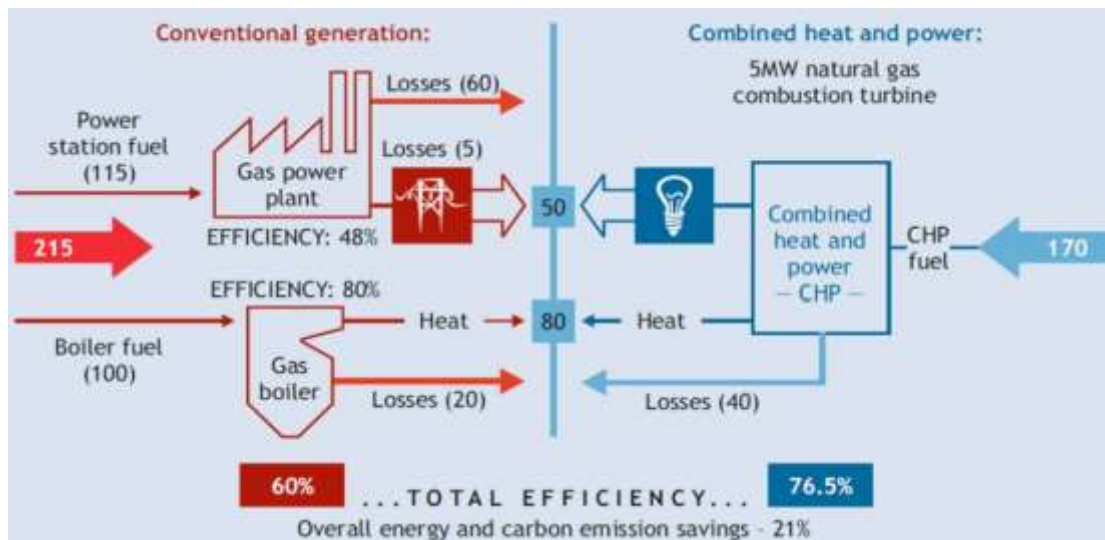 Conventional generation:
Combined heat and power:
5MW natural gas
combustion turbine
Losses (60)
Power
station fuel
(115)
Losses (5)
Gas power
plant
EFFICIENCY: 48%
215
50
Combined
heat and
power
— CHP —
CHP
fuel
170
EFFICIENCY: 80%
Heat
80
Heat
Boiler fuel
(100)
Gas
boiler
Losses (20)
Losses (40)
60%
...TOTAL EFFICIENCY...
76.5%
Overall energy and carbon emission savings – 21%